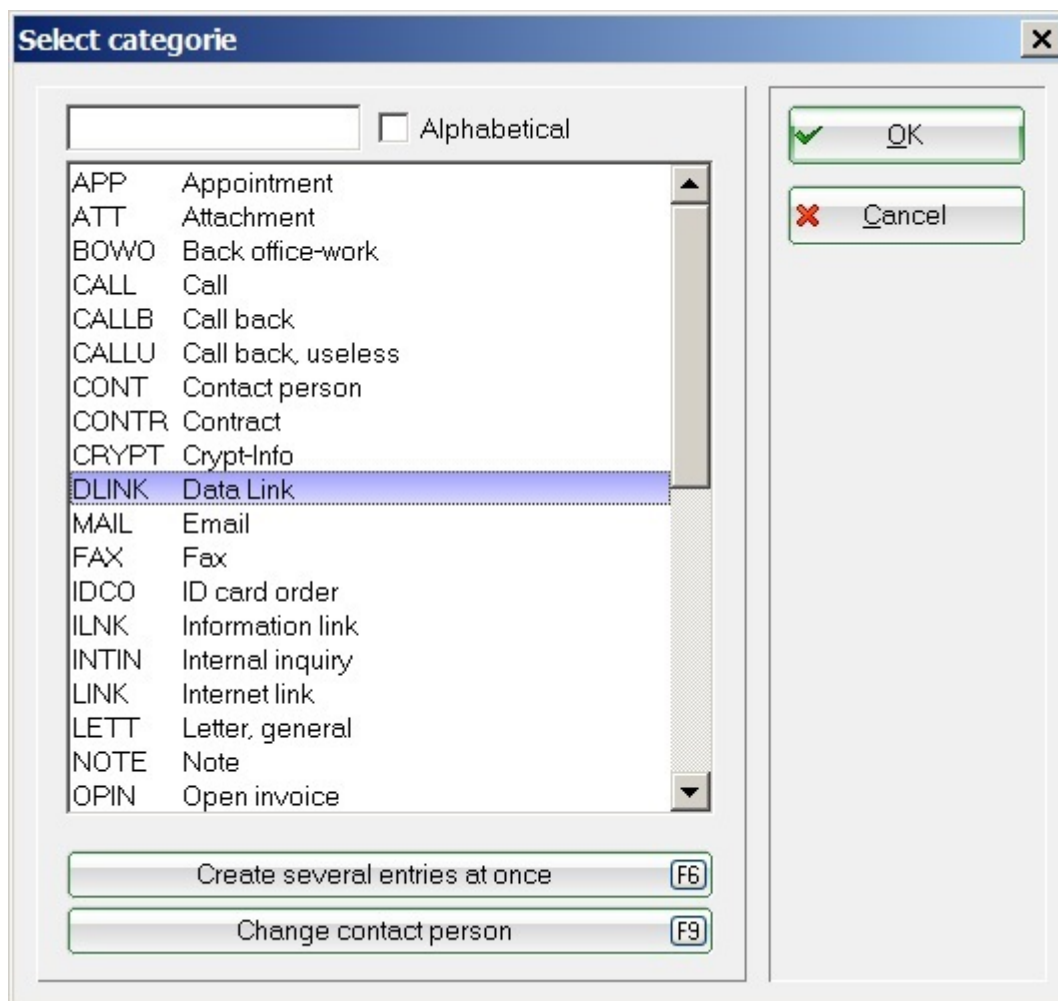 Select categorie
Alphabetical
OK
Cancel
APP Appointment
ATT Attachment
BOWO Back office-work
CALL Call
CALLB Call back
CALLU Call back, useless
CONT Contact person
CONTR Contract
CRYPT Crypt-Info
DLINK Data Link
MAIL Email
FAX Fax
IDCO ID card order
ILNK Information link
INTIN Internal inquiry
LINK Internet link
LETT Letter, general
NOTE Note
OPIN Open invoice
Create several entries at once F6
Change contact person F9